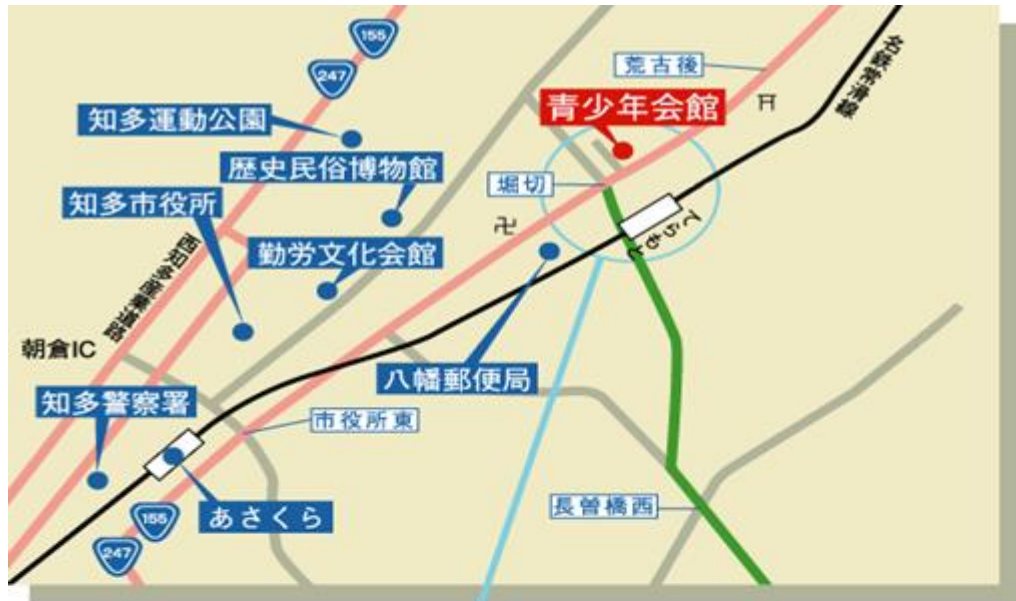 155
247
荒古後
名鉄常滑線
青少年会館
知多運動公園
歴史民俗博物館
堀切
知多市役所
てらもと
勤労文化会館
西知多産業道路
朝倉IC
八幡郵便局
知多警察署
市役所東
長曽橋西
あさくら
155
247